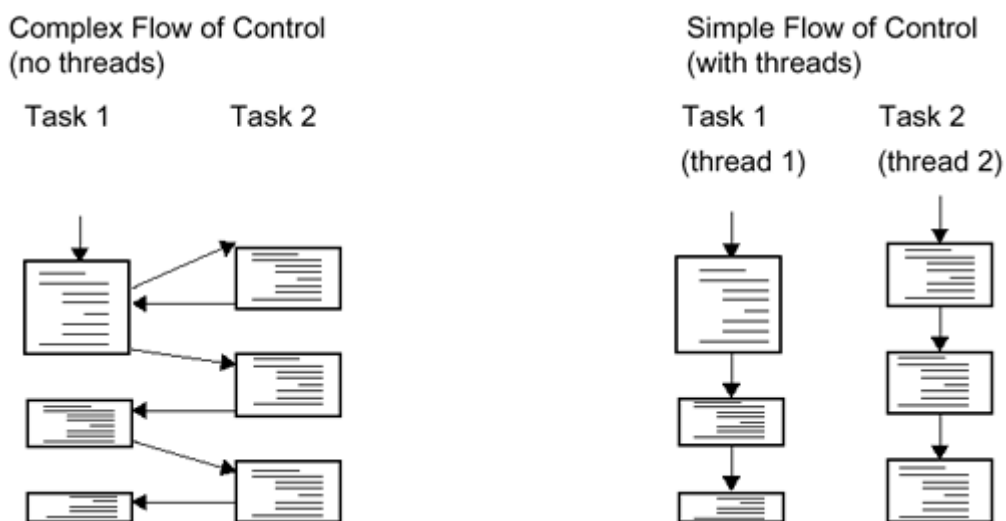 Complex Flow of Control
(no threads)
Task 1
Task 2
Simple Flow of Control
(with threads)
Task 1
(thread 1)
Task 2
(thread 2)